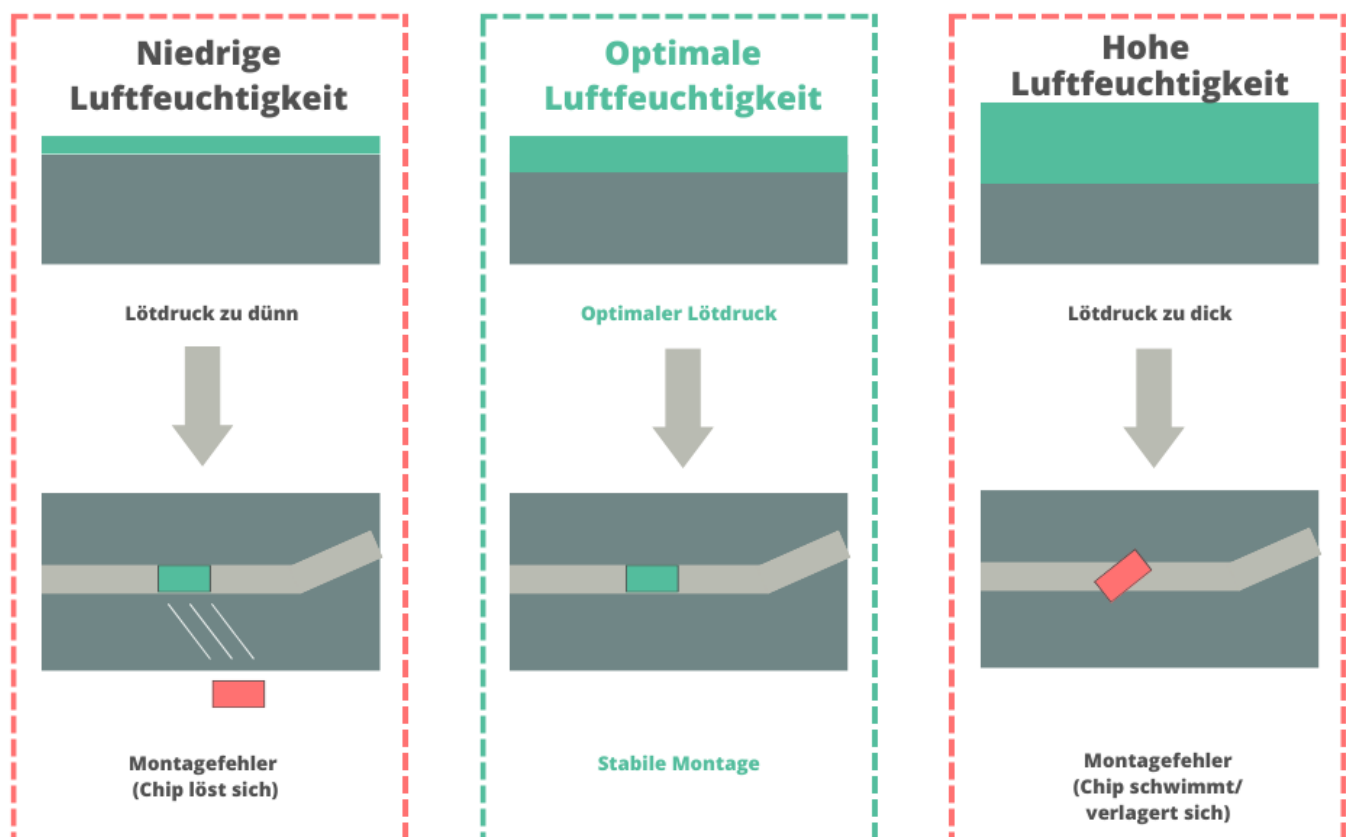 Niedrige
Luftfeuchtigkeit
Lötdruck zu dünn
Montagefehler
(Chip löst sich)
Optimale
Luftfeuchtigkeit
Optimaler Lötdruck
Stabile Montage
Hohe
Luftfeuchtigkeit
Lötdruck zu dick
Montagefehler
(Chip schwimmt/
verlagert sich)